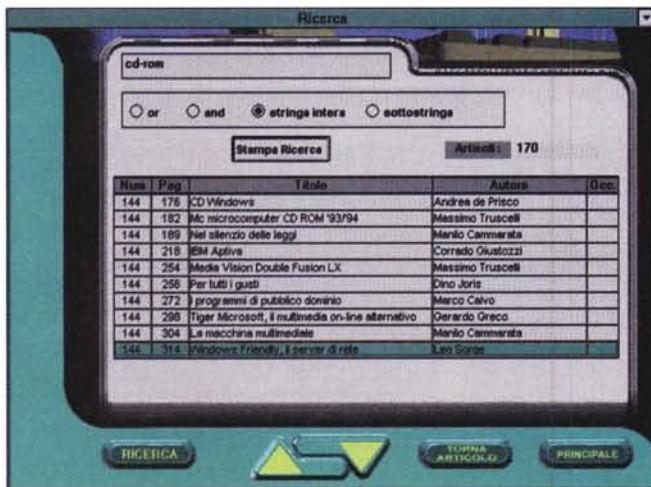 Ricerca
cd-rom
or and stringa intera sottostringa
Stampa Ricerca Articoli: 170
Num Pag Titolo Autore Occ.
144 176 CD Windows Andrea de Prisco
144 182 Mc microcomputer CD ROM '93/'94 Massimo Truscelli
144 189 Nel silenzio delle leggi Manlio Cammarata
144 218 IBM Aptiva Corrado Giustozzi
144 254 Media Vision Double Fusion LX Massimo Truscelli
144 256 Per tutti i gusti Dino Joris
144 272 I programmi di pubblico dominio Marco Calvo
144 298 Tiger Microsoft, il multimedia on-line alternativo Gerardo Greco
144 304 La macchina multimediale Manlio Cammarata
144 314 Windows Friendly, il server di rete Leo Sorge
RICERCA TORNA ARTICOLO PRINCIPALE